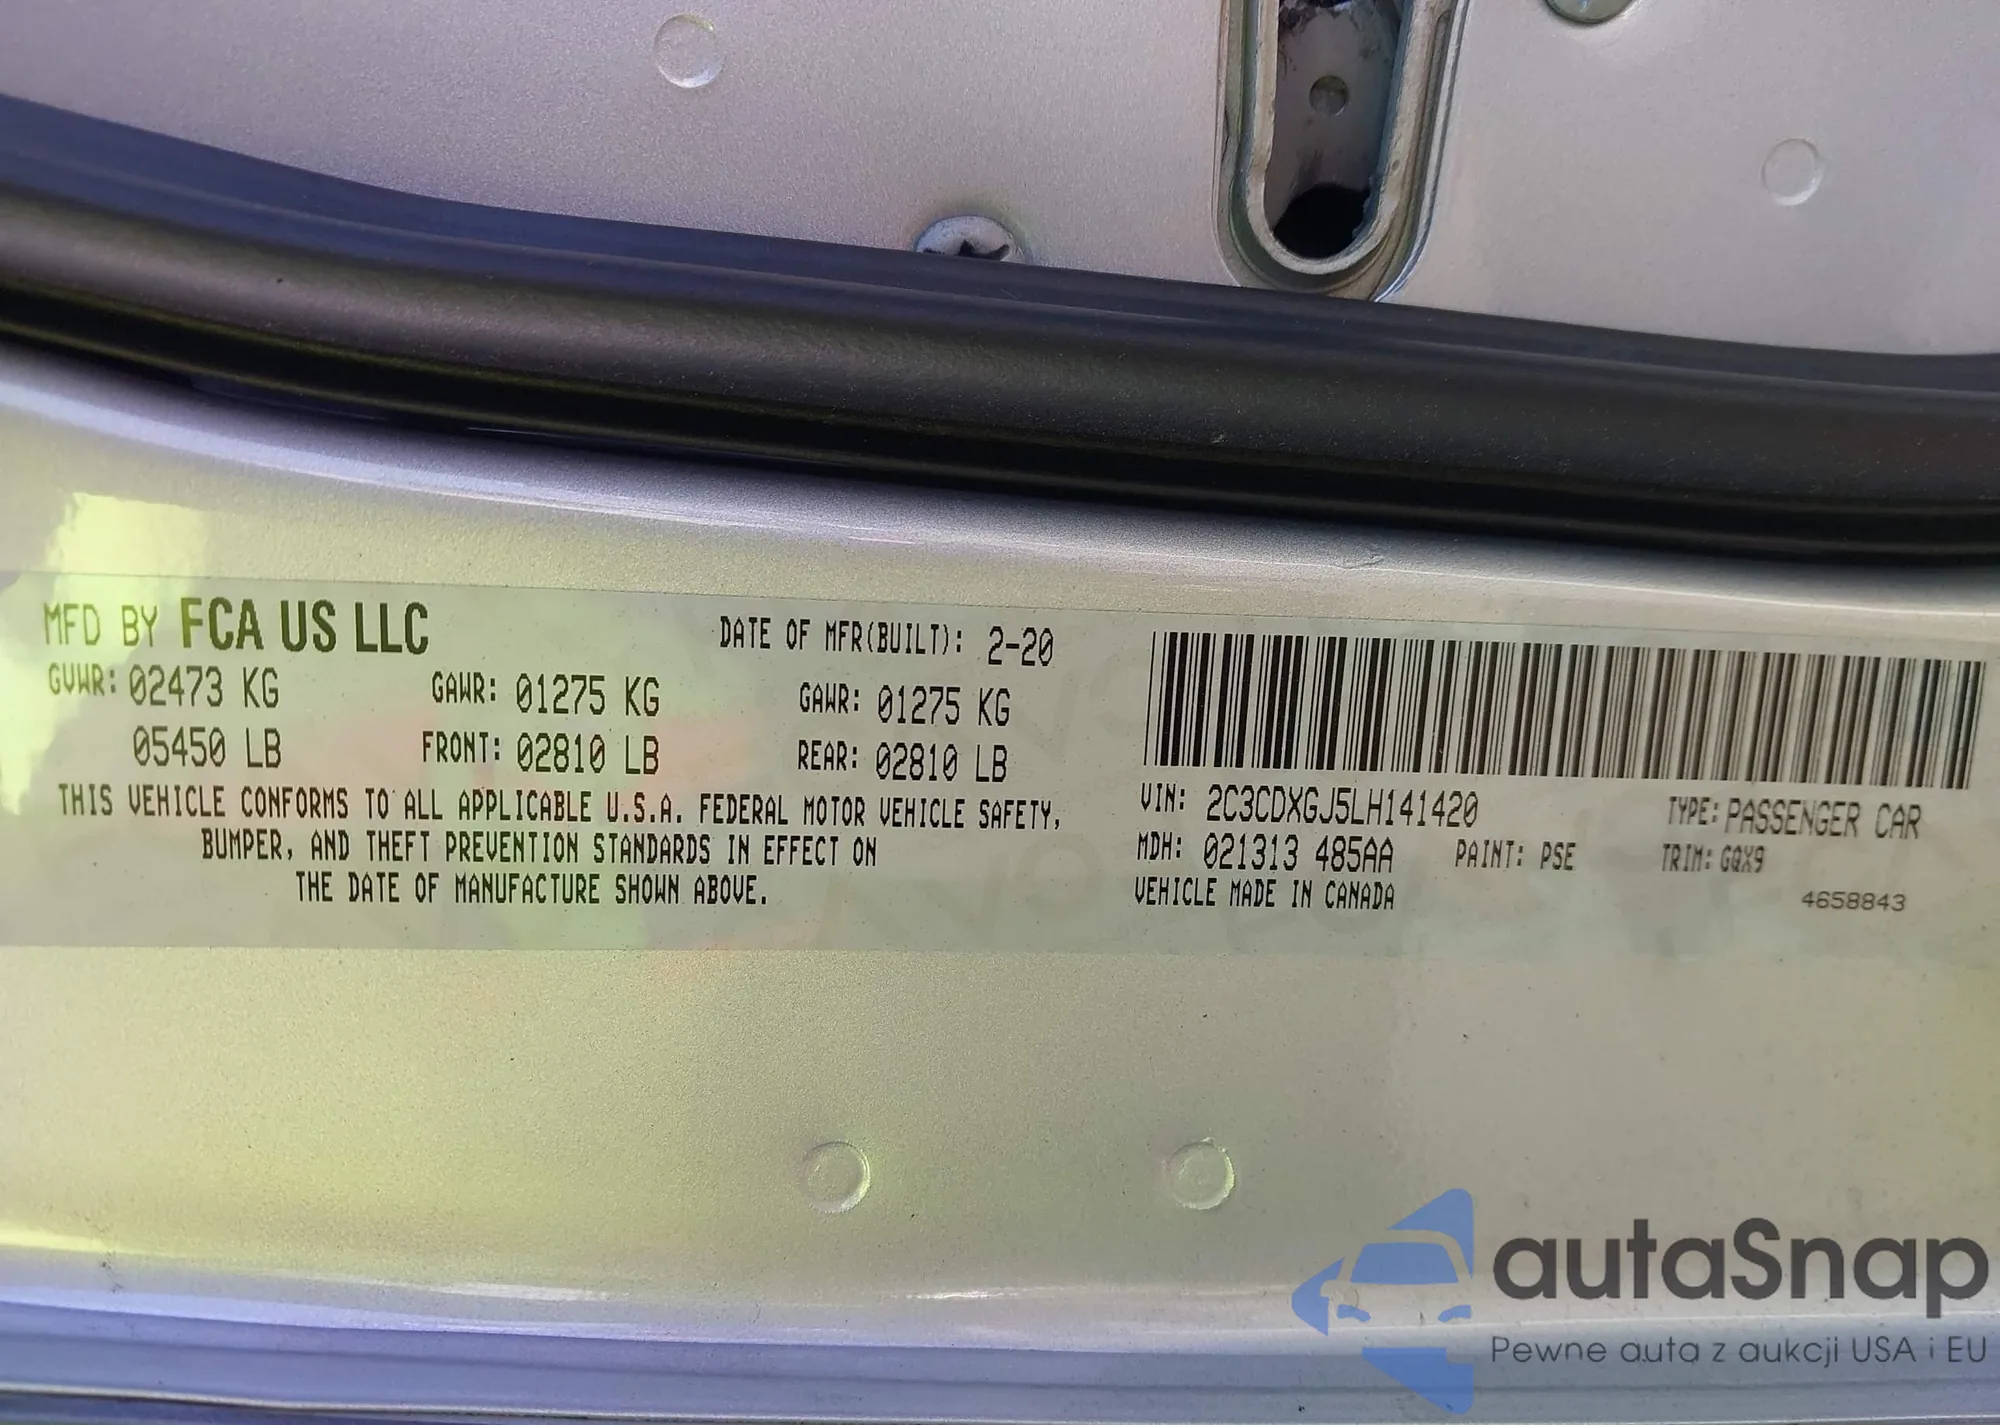 MFD BY FCA US LLC
DATE OF MFR(BUILT): 2-20
GVWR: 02473 KG GAWR: 01275 KG GAWR: 01275 KG
05450 LB FRONT: 02810 LB REAR: 02810 LB
THIS VEHICLE CONFORMS TO ALL APPLICABLE U.S.A. FEDERAL MOTOR VEHICLE SAFETY,
BUMPER, AND THEFT PREVENTION STANDARDS IN EFFECT ON
THE DATE OF MANUFACTURE SHOWN ABOVE.
VIN: 2C3CDXGJ5LH141420 TYPE: PASSENGER CAR
MDH: 021313 485AA PAINT: PSE TRIM: GQX9
VEHICLE MADE IN CANADA
4658843
autaSnap
Pewne auta z aukcji USA i EU